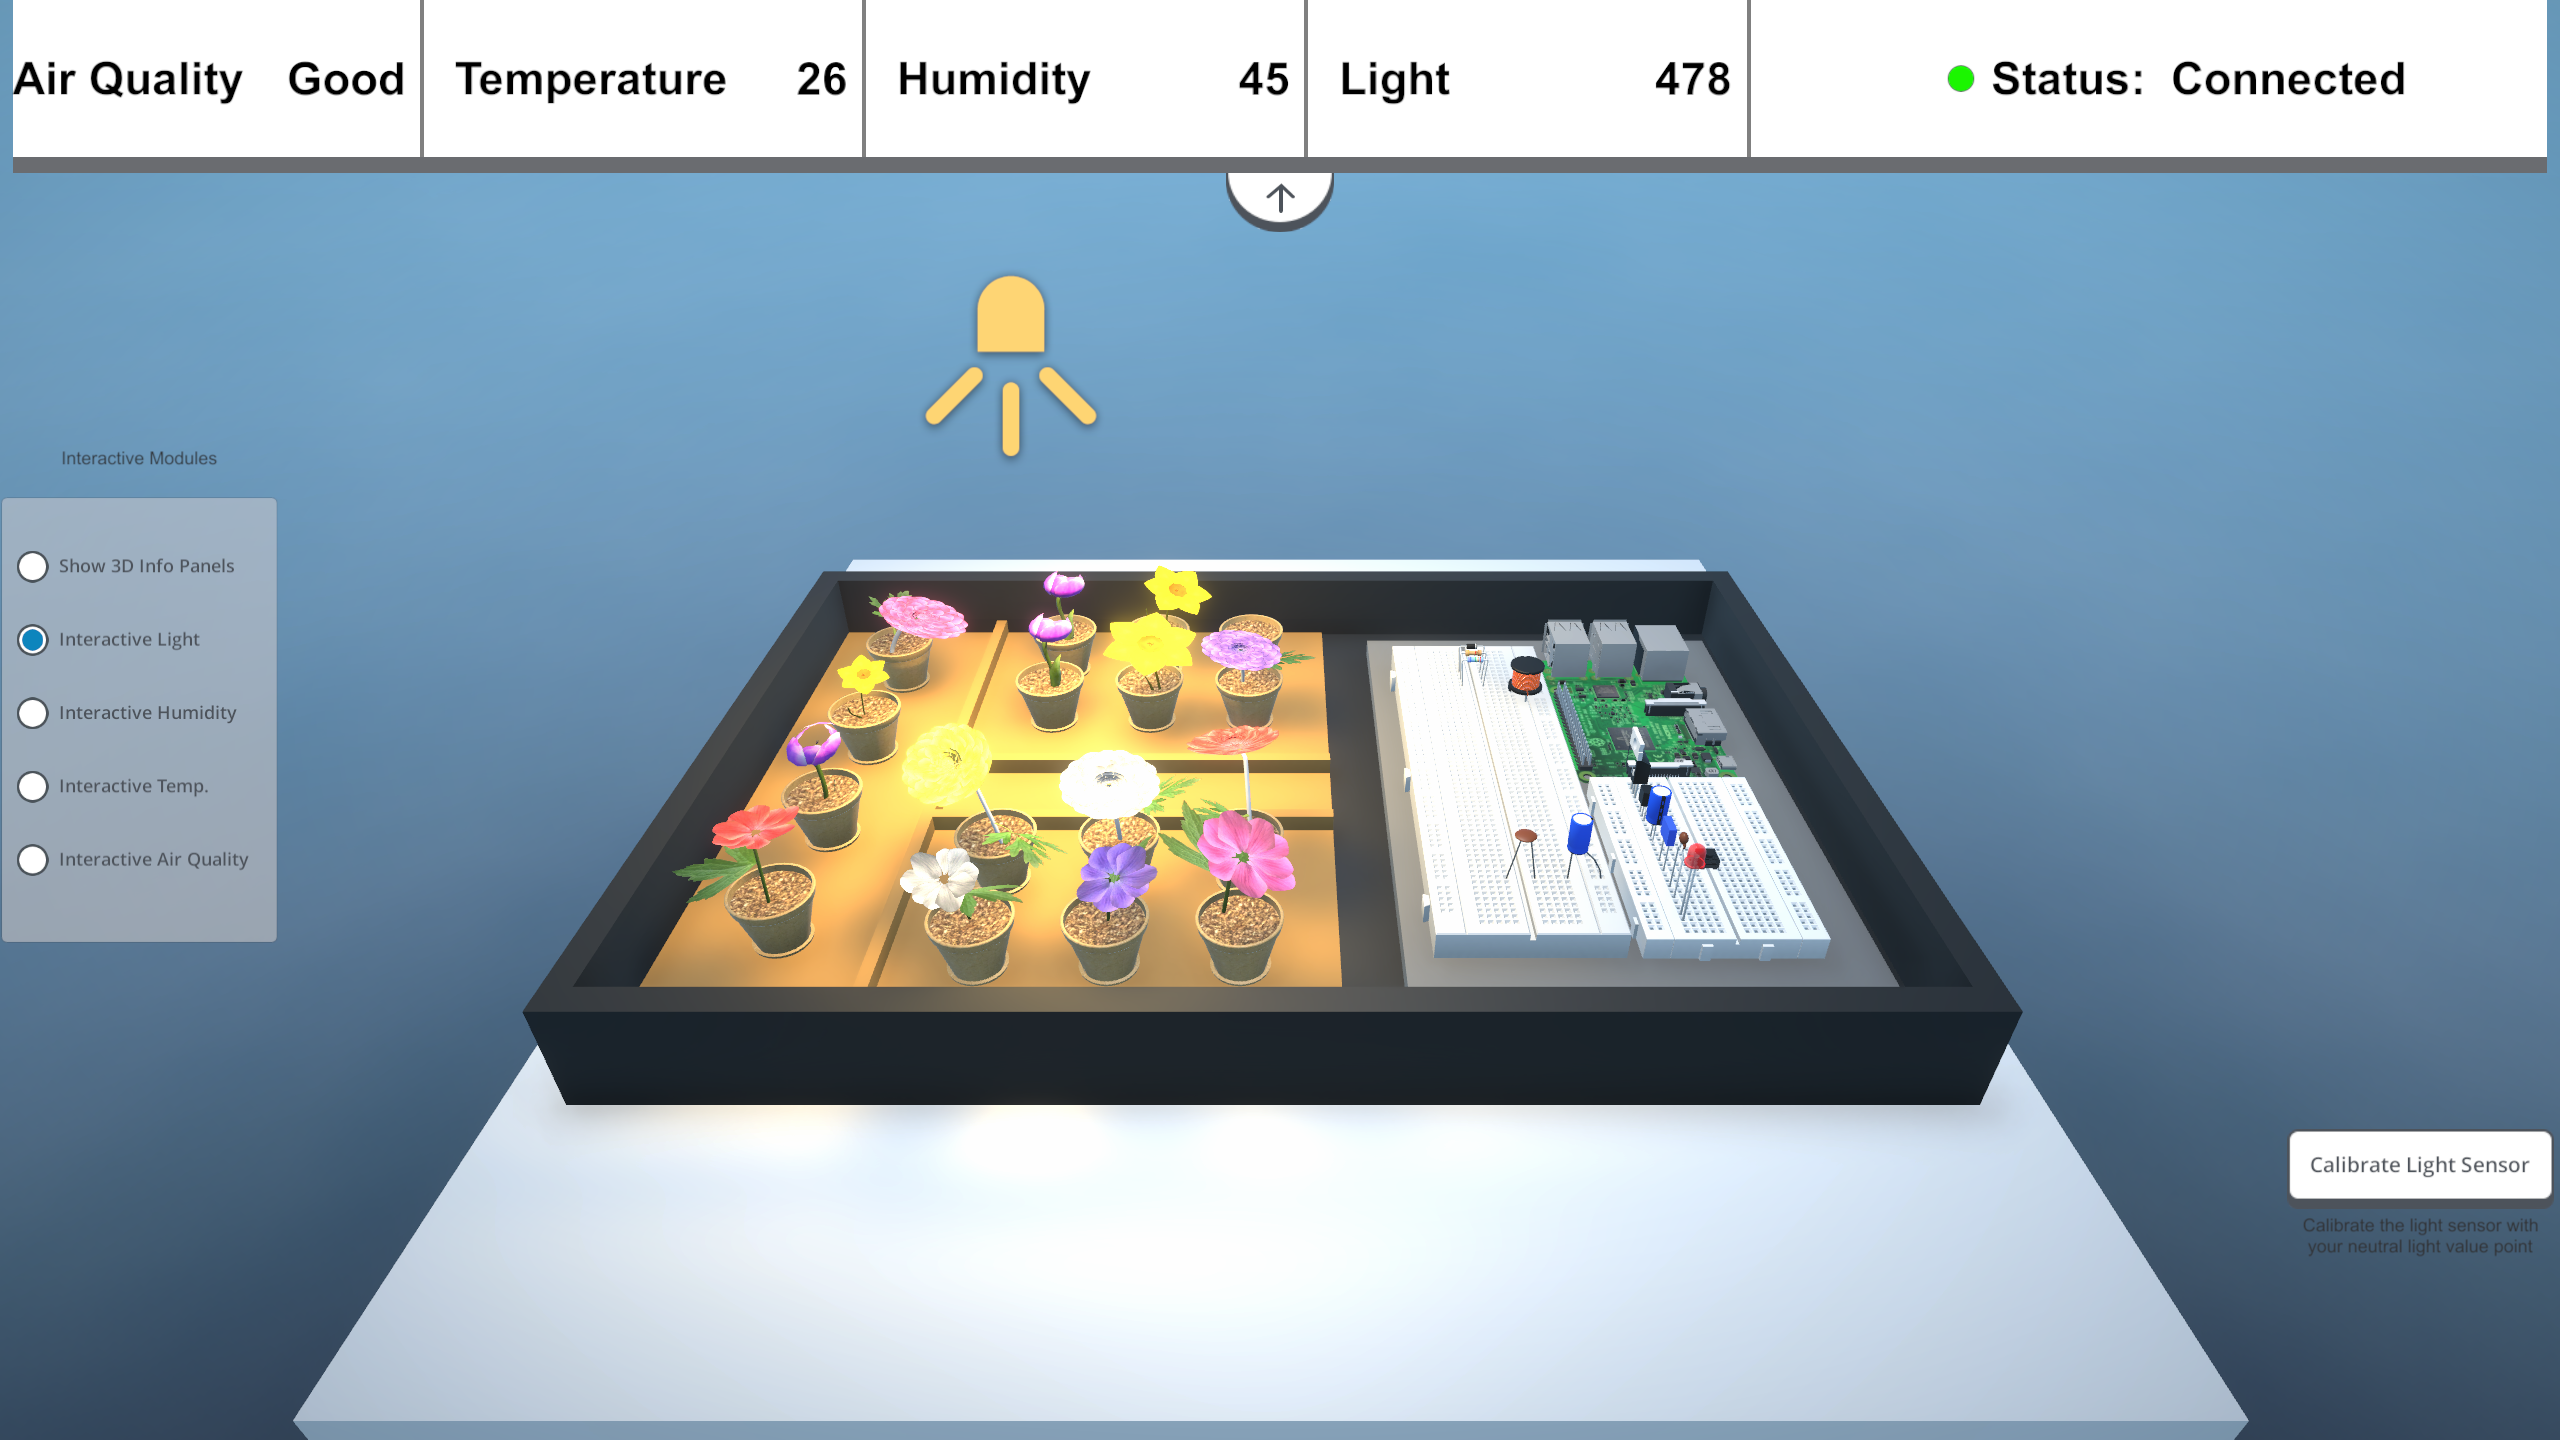 Air Quality Good Temperature 26 Humidity 45 Light 478 Status: Connected
Interactive Modules
Show 3D Info Panels
Interactive Light
Interactive Humidity
Interactive Temp.
Interactive Air Quality
Calibrate Light Sensor
Calibrate the light sensor with
your neutral light value point